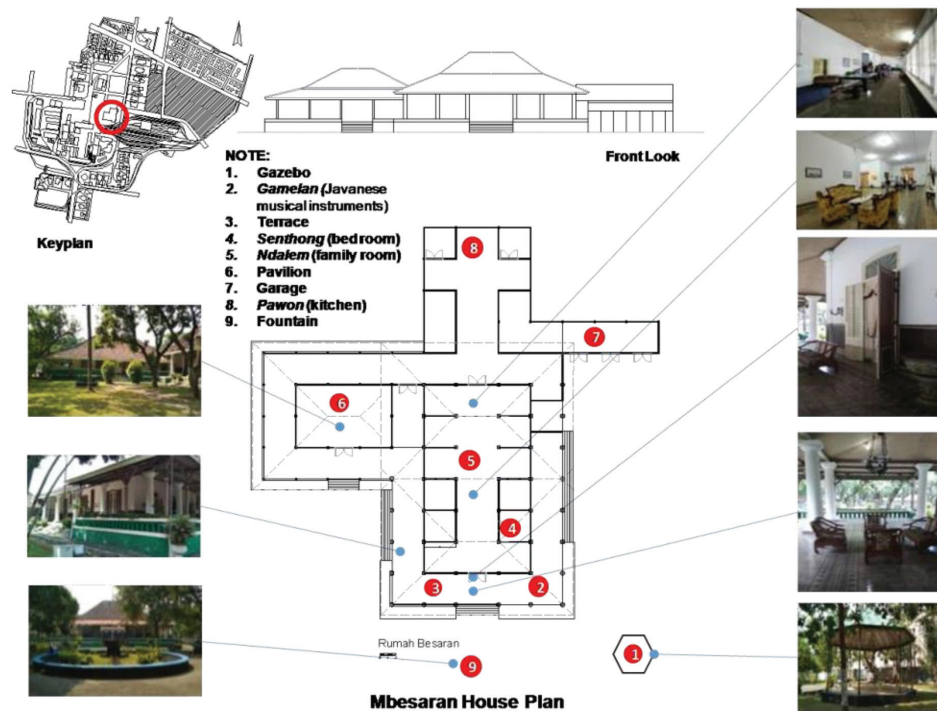 Keyplan
Front Look
NOTE:
1. Gazebo
2. Gamelan (Javanese
musical instruments)
3. Terrace
4. Senthong (bed room)
5. Ndalem (family room)
6. Pavilion
7. Garage
8. Pawon (kitchen)
9. Fountain
8
7
6
5
4
3
2
Rumah Besaran
9
1
Mbesaran House Plan